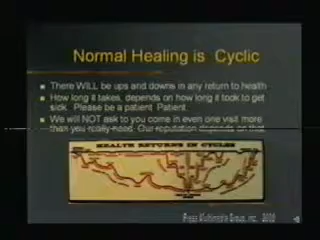 Normal Healing is Cyclic
There WILL be ups and downs in any return to health
How long it takes, depends on how long it took to get
sick. Please be a patient Patient.
We will NOT ask to you come in even one visit more
than you really need. Our reputation depends on that
HEALTH RETURNS IN CYCLES
Group, Inc. 2000